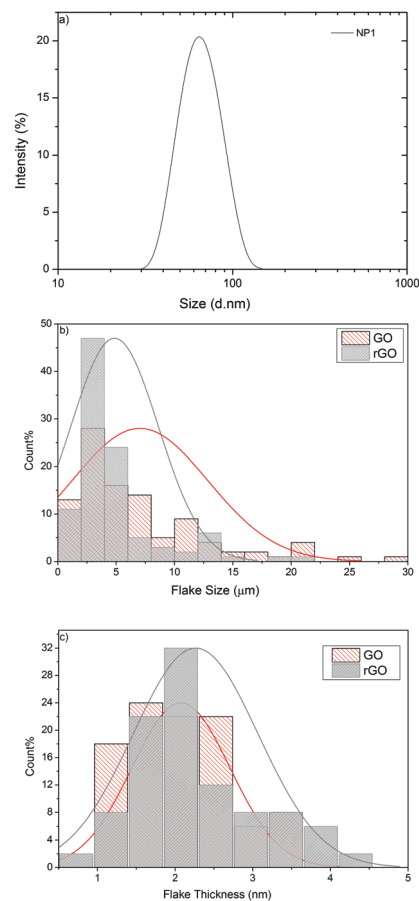 a)
NP1
20
15
10
5
0
Intensity (%)
10
100
1000
Size (d.nm)
b)
GO
rGO
50
40
30
20
10
0
Count%
0
5
10
15
20
25
30
Flake Size (µm)
c)
GO
rGO
32
28
24
20
16
12
8
4
0
Count%
1
2
3
4
5
Flake Thickness (nm)